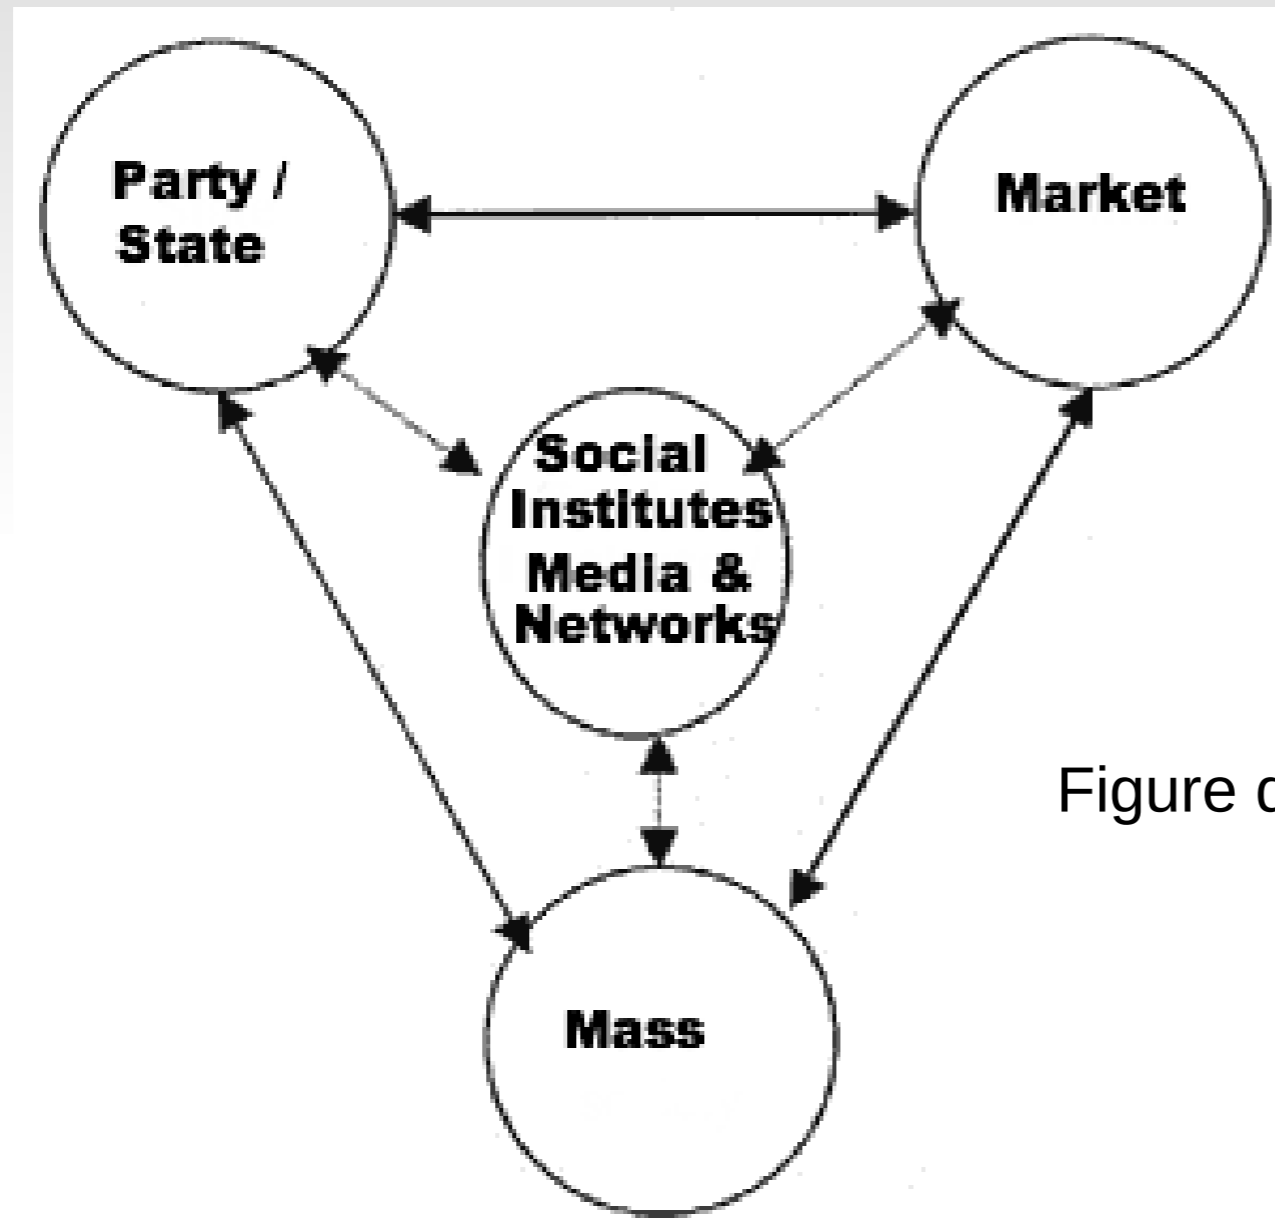 Party /
State
Market
Social
Institutes
Media &
Networks
Figure
Mass